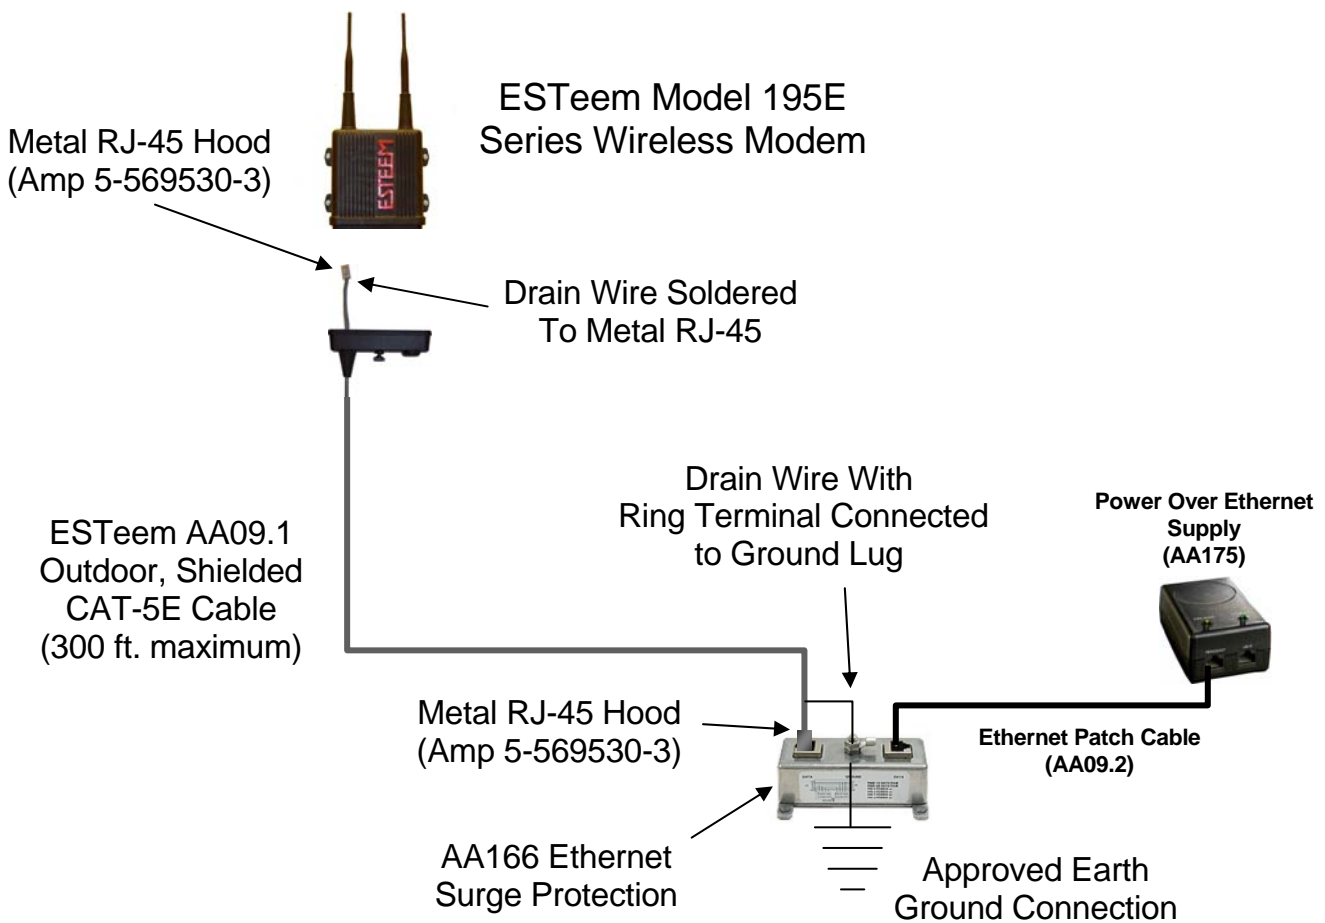 ESTeem Model 195E
Series Wireless Modem
Metal RJ-45 Hood
(Amp 5-569530-3)
ESTEEM
Drain Wire Soldered
To Metal RJ-45
ESTeem AA09.1
Outdoor, Shielded
CAT-5E Cable
(300 ft. maximum)
Drain Wire With
Ring Terminal Connected
to Ground Lug
Power Over Ethernet
Supply
(AA175)
Metal RJ-45 Hood
(Amp 5-569530-3)
Ethernet Patch Cable
(AA09.2)
AA166 Ethernet
Surge Protection
Approved Earth
Ground Connection